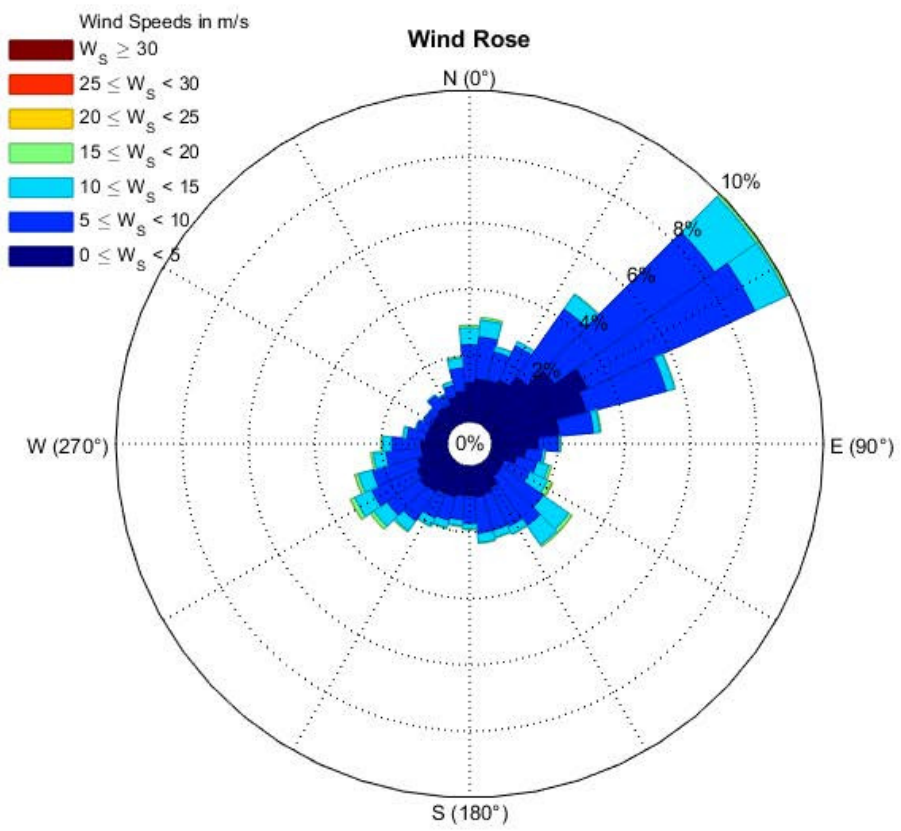 Wind Speeds in m/s
W_S ≥ 30
25 ≤ W_S < 30
20 ≤ W_S < 25
15 ≤ W_S < 20
10 ≤ W_S < 15
5 ≤ W_S < 10
0 ≤ W_S < 5
Wind Rose
N (0°)
10%
8%
6%
4%
2%
0%
W (270°)
E (90°)
S (180°)